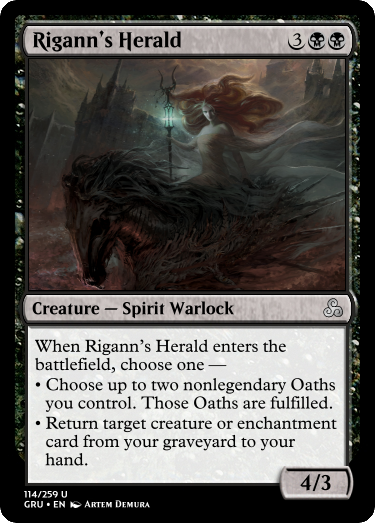 Rigann's Herald 3
Creature — Spirit Warlock
When Rigann's Herald enters the
battlefield, choose one —
• Choose up to two nonlegendary Oaths
you control. Those Oaths are fulfilled.
• Return target creature or enchantment
card from your graveyard to your
hand.
4/3
114/259 U
GRU • EN Artem Demura